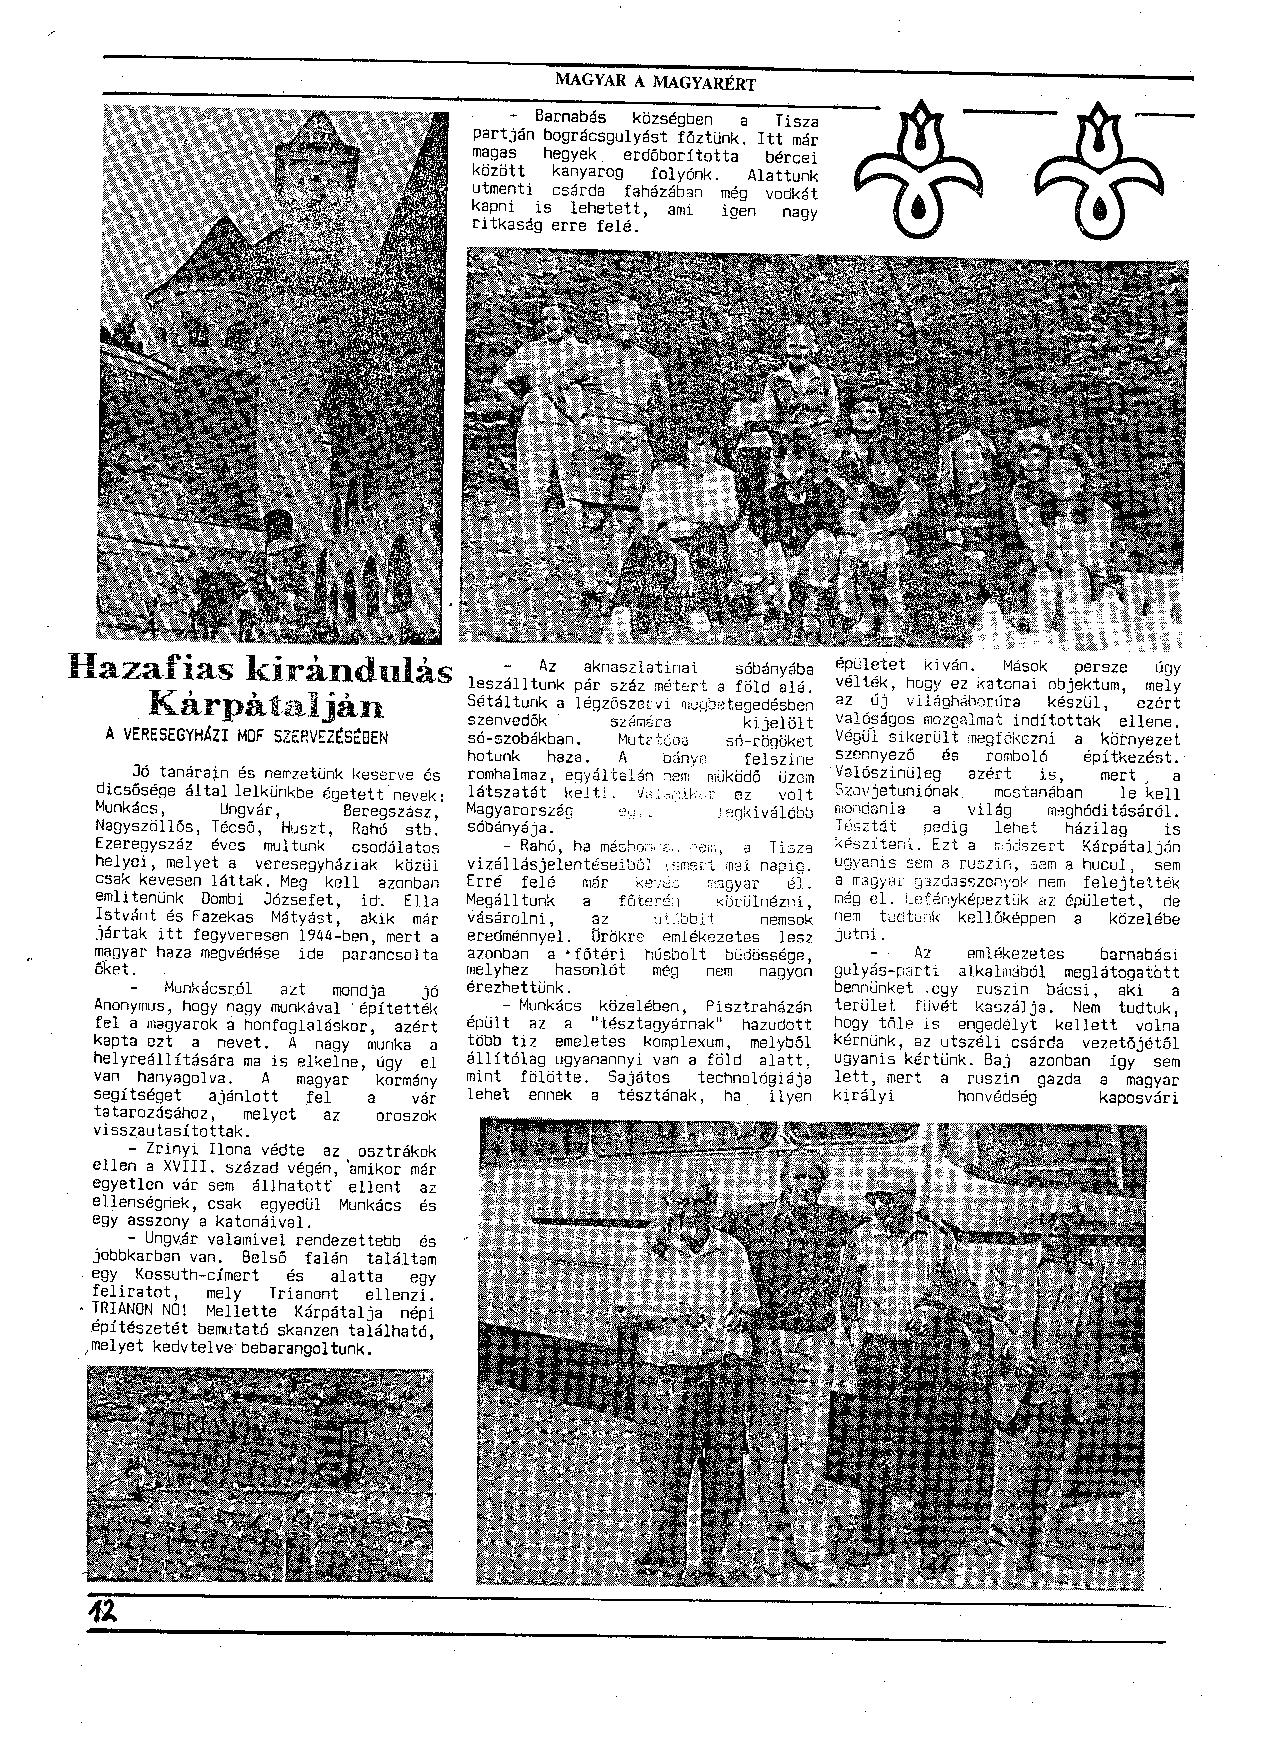 MAGYAR A MAGYARÉRT
Hazafias kirándulás
Kárpátalján
A VERESEGYHÁZI MDF SZERVEZÉSÉBEN
Jó tanárain és nemzetünk keserve és
dicsősége által lelkünkbe égetett nevek:
Munkács, Ungvár, Beregszász,
Nagyszöllős, Técső, Huszt, Rahó stb.
Ezeregyszáz éves multunk csodálatos
helyei, melyet a veresegyháziak közül
csak kevesen láttak. Meg kell azonban
emlitenünk Dombi Józsefet, id. Ella
Istvánt és Fazekas Mátyást, akik már
jártak itt fegyveresen 1944-ben, mert a
magyar haza megvédése ide parancsolta
őket.
- Munkácsról azt mondja jó
Anonymus, hogy nagy munkával építették
fel a magyarok a honfoglaláskor, azért
kapta ezt a nevet. A nagy munka a
helyreállítására ma is elkelne, úgy el
van hanyagolva. A magyar kormány
segítséget ajánlott fel a vár
tatarozásához, melyet az oroszok
visszautasítottak.
- Zrinyi Ilona védte az osztrákok
ellen a XVIII. század végén, amikor már
egyetlen vár sem állhatott ellent az
ellenségnek, csak egyedül Munkács és
egy asszony a katonáival.
- Ungvár valamivel rendezettebb és
jobbkarban van. Belső falán találtam
egy Kossuth-címert és alatta egy
feliratot, mely Trianont ellenzi.
TRIANON NO! Mellette Kárpátalja népi
építészetét bemutató skanzen található,
melyet kedvtelve bebarangoltunk.
- Barnabás községben a Tisza
partján bográcsgulyást főztünk. Itt már
magas hegyek erdőborította bércei
között kanyarog folyónk. Alattunk
utmenti csárda faházában még vodkát
kapni is lehetett, ami igen nagy
ritkaság erre felé.
- Az aknaszlatinai sóbányába
leszálltunk pár száz métert a föld alá.
Sétáltunk a légzőszervi megbetegedésben
szenvedők számára kijelölt
só-szobákban. Mutatóba só-rögöket
hotunk haza. A bánya felszine
romhalmaz, egyáltalán nem müködő üzem
látszatát kelti. Valamikor ez volt
Magyarország legkiválóbb
sóbányája.
- Rahó, ha máshonnan nem, a Tisza
vizállásjelentéseiből ismert mai napig.
Erré felé már kevés magyar él.
Megálltunk a főterén körülnézni,
vásárolni, az utóbbit nemsok
eredménnyel. Örökre emlékezetes lesz
azonban a főtéri húsbolt büdössége,
melyhez hasonlót még nem nagyon
érezhettünk.
- Munkács közelében, Pisztraházán
épült az a "tésztagyárnak" hazudott
több tiz emeletes komplexum, melyből
állítólag ugyanannyi van a föld alatt,
mint fölötte. Sajátos technológiája
lehet ennek a tésztának, ha ilyen
épületet kiván. Mások persze úgy
vélték, hogy ez katonai objektum, mely
az új világháborúra készül, ezért
valóságos mozgalmat indítottak ellene.
Végül sikerült megfékezni a környezet
szennyező és romboló építkezést.
Valószinüleg azért is, mert a
Szovjetuniónak mostanában le kell
mondania a világ meghóditásáról.
Tésztát pedig lehet házilag is
készíteni. Ezt a módszert Kárpátalján
ugyanis sem a ruszin, sem a hucul, sem
a magyar gazdasszonyok nem felejtették
még el. Lefényképeztük az épületet, de
nem tudtunk kellőképpen a közelébe
jutni.
- Az emlékezetes barnabási
gulyás-párti alkalmából meglátogatott
bennünket egy ruszin bácsi, aki a
terület füvét kaszálja. Nem tudtuk,
hogy tőle is engedélyt kellett volna
kérnünk, az utszéli csárda vezetőjétől
ugyanis kértünk. Baj azonban így sem
lett, mert a ruszin gazda a magyar
királyi honvédség kaposvári
12